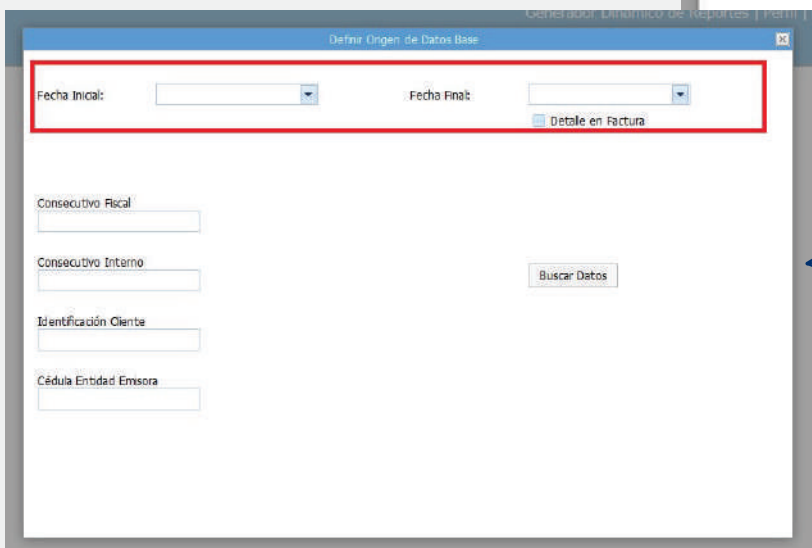 Generador Dinámico de Reportes | Perfil |
Definir Origen de Datos Base
Fecha Inicial:
Fecha Final:
Detalle en Factura
Consecutivo Fiscal
Consecutivo Interno
Buscar Datos
Identificación Cliente
Cédula Entidad Emisora